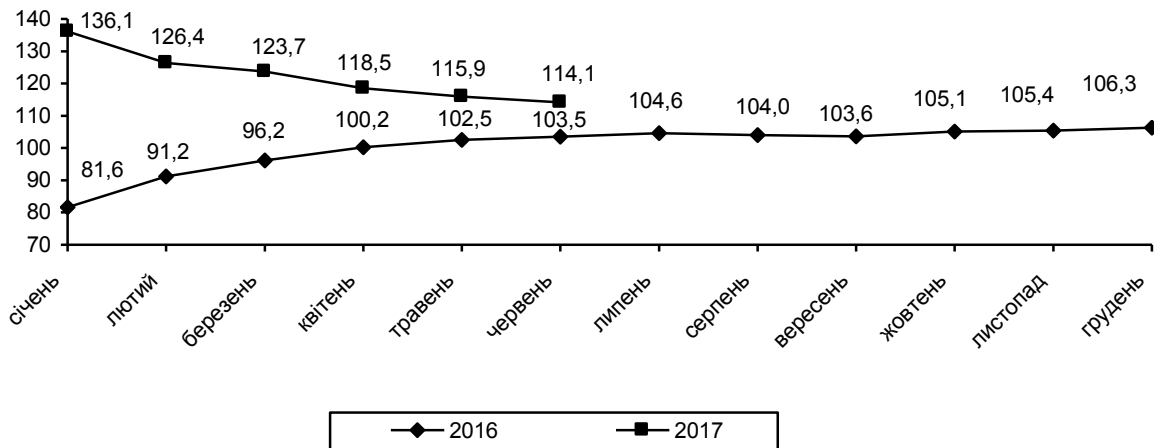 140
130
120
110
100
90
80
70
136,1
126,4
123,7
118,5
115,9
114,1
81,6
91,2
96,2
100,2
102,5
103,5
104,6
104,0
103,6
105,1
105,4
106,3
січень
лютий
березень
квітень
травень
червень
липень
серпень
вересень
жовтень
листопад
грудень
2016
2017